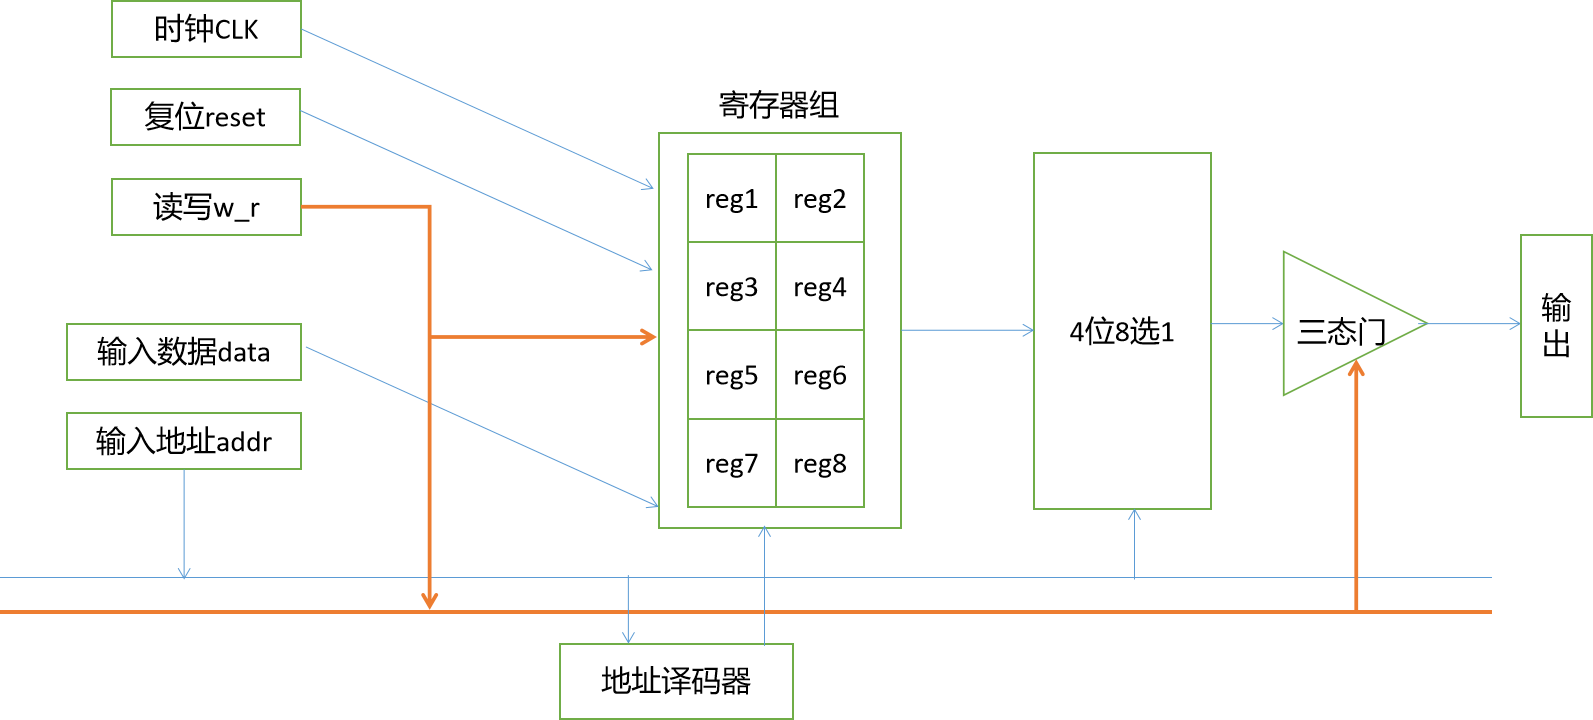 时钟CLK
复位reset
读写w_r
输入数据data
输入地址addr
寄存器组
reg1 reg2
reg3 reg4
reg5 reg6
reg7 reg8
4位8选1
三态门
输
出
地址译码器